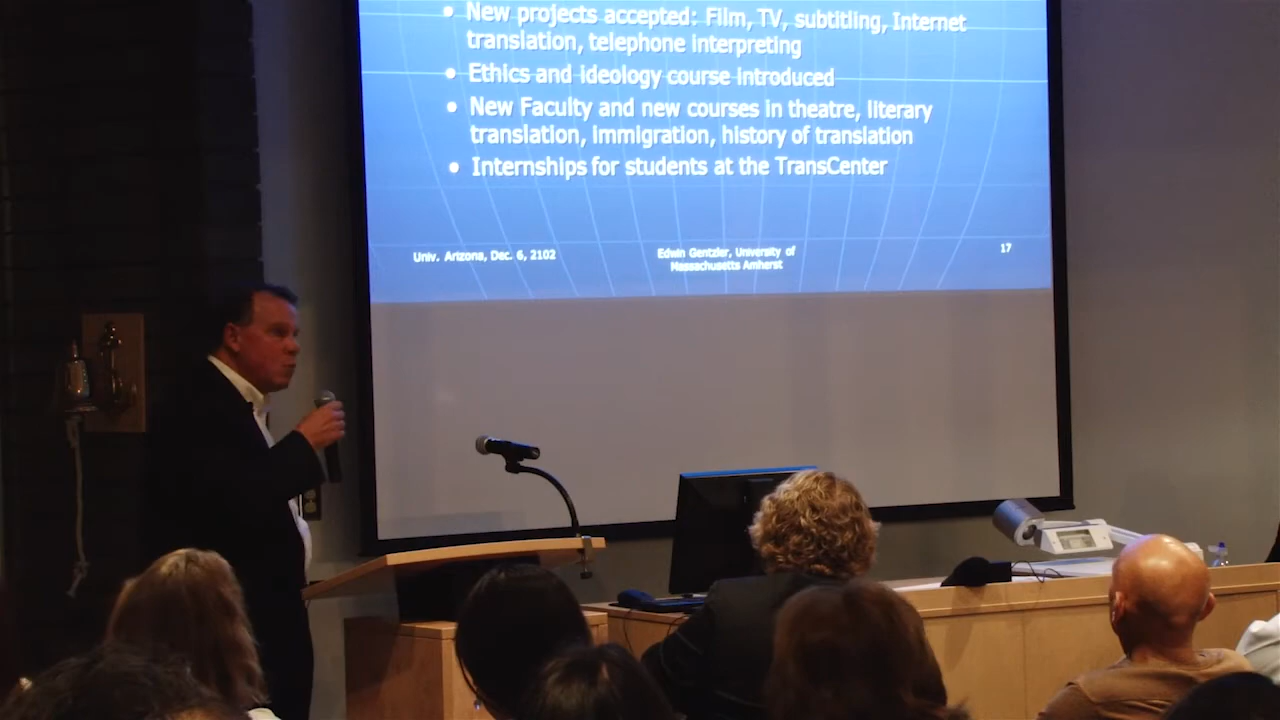 • New projects accepted: Film, TV, subtitling, Internet
translation, telephone interpreting
• Ethics and ideology course introduced
• New Faculty and new courses in theatre, literary
translation, immigration, history of translation
• Internships for students at the TransCenter
Univ. Arizona, Dec. 6, 2102
Edwin Gentzler, University of
Massachusetts Amherst
17